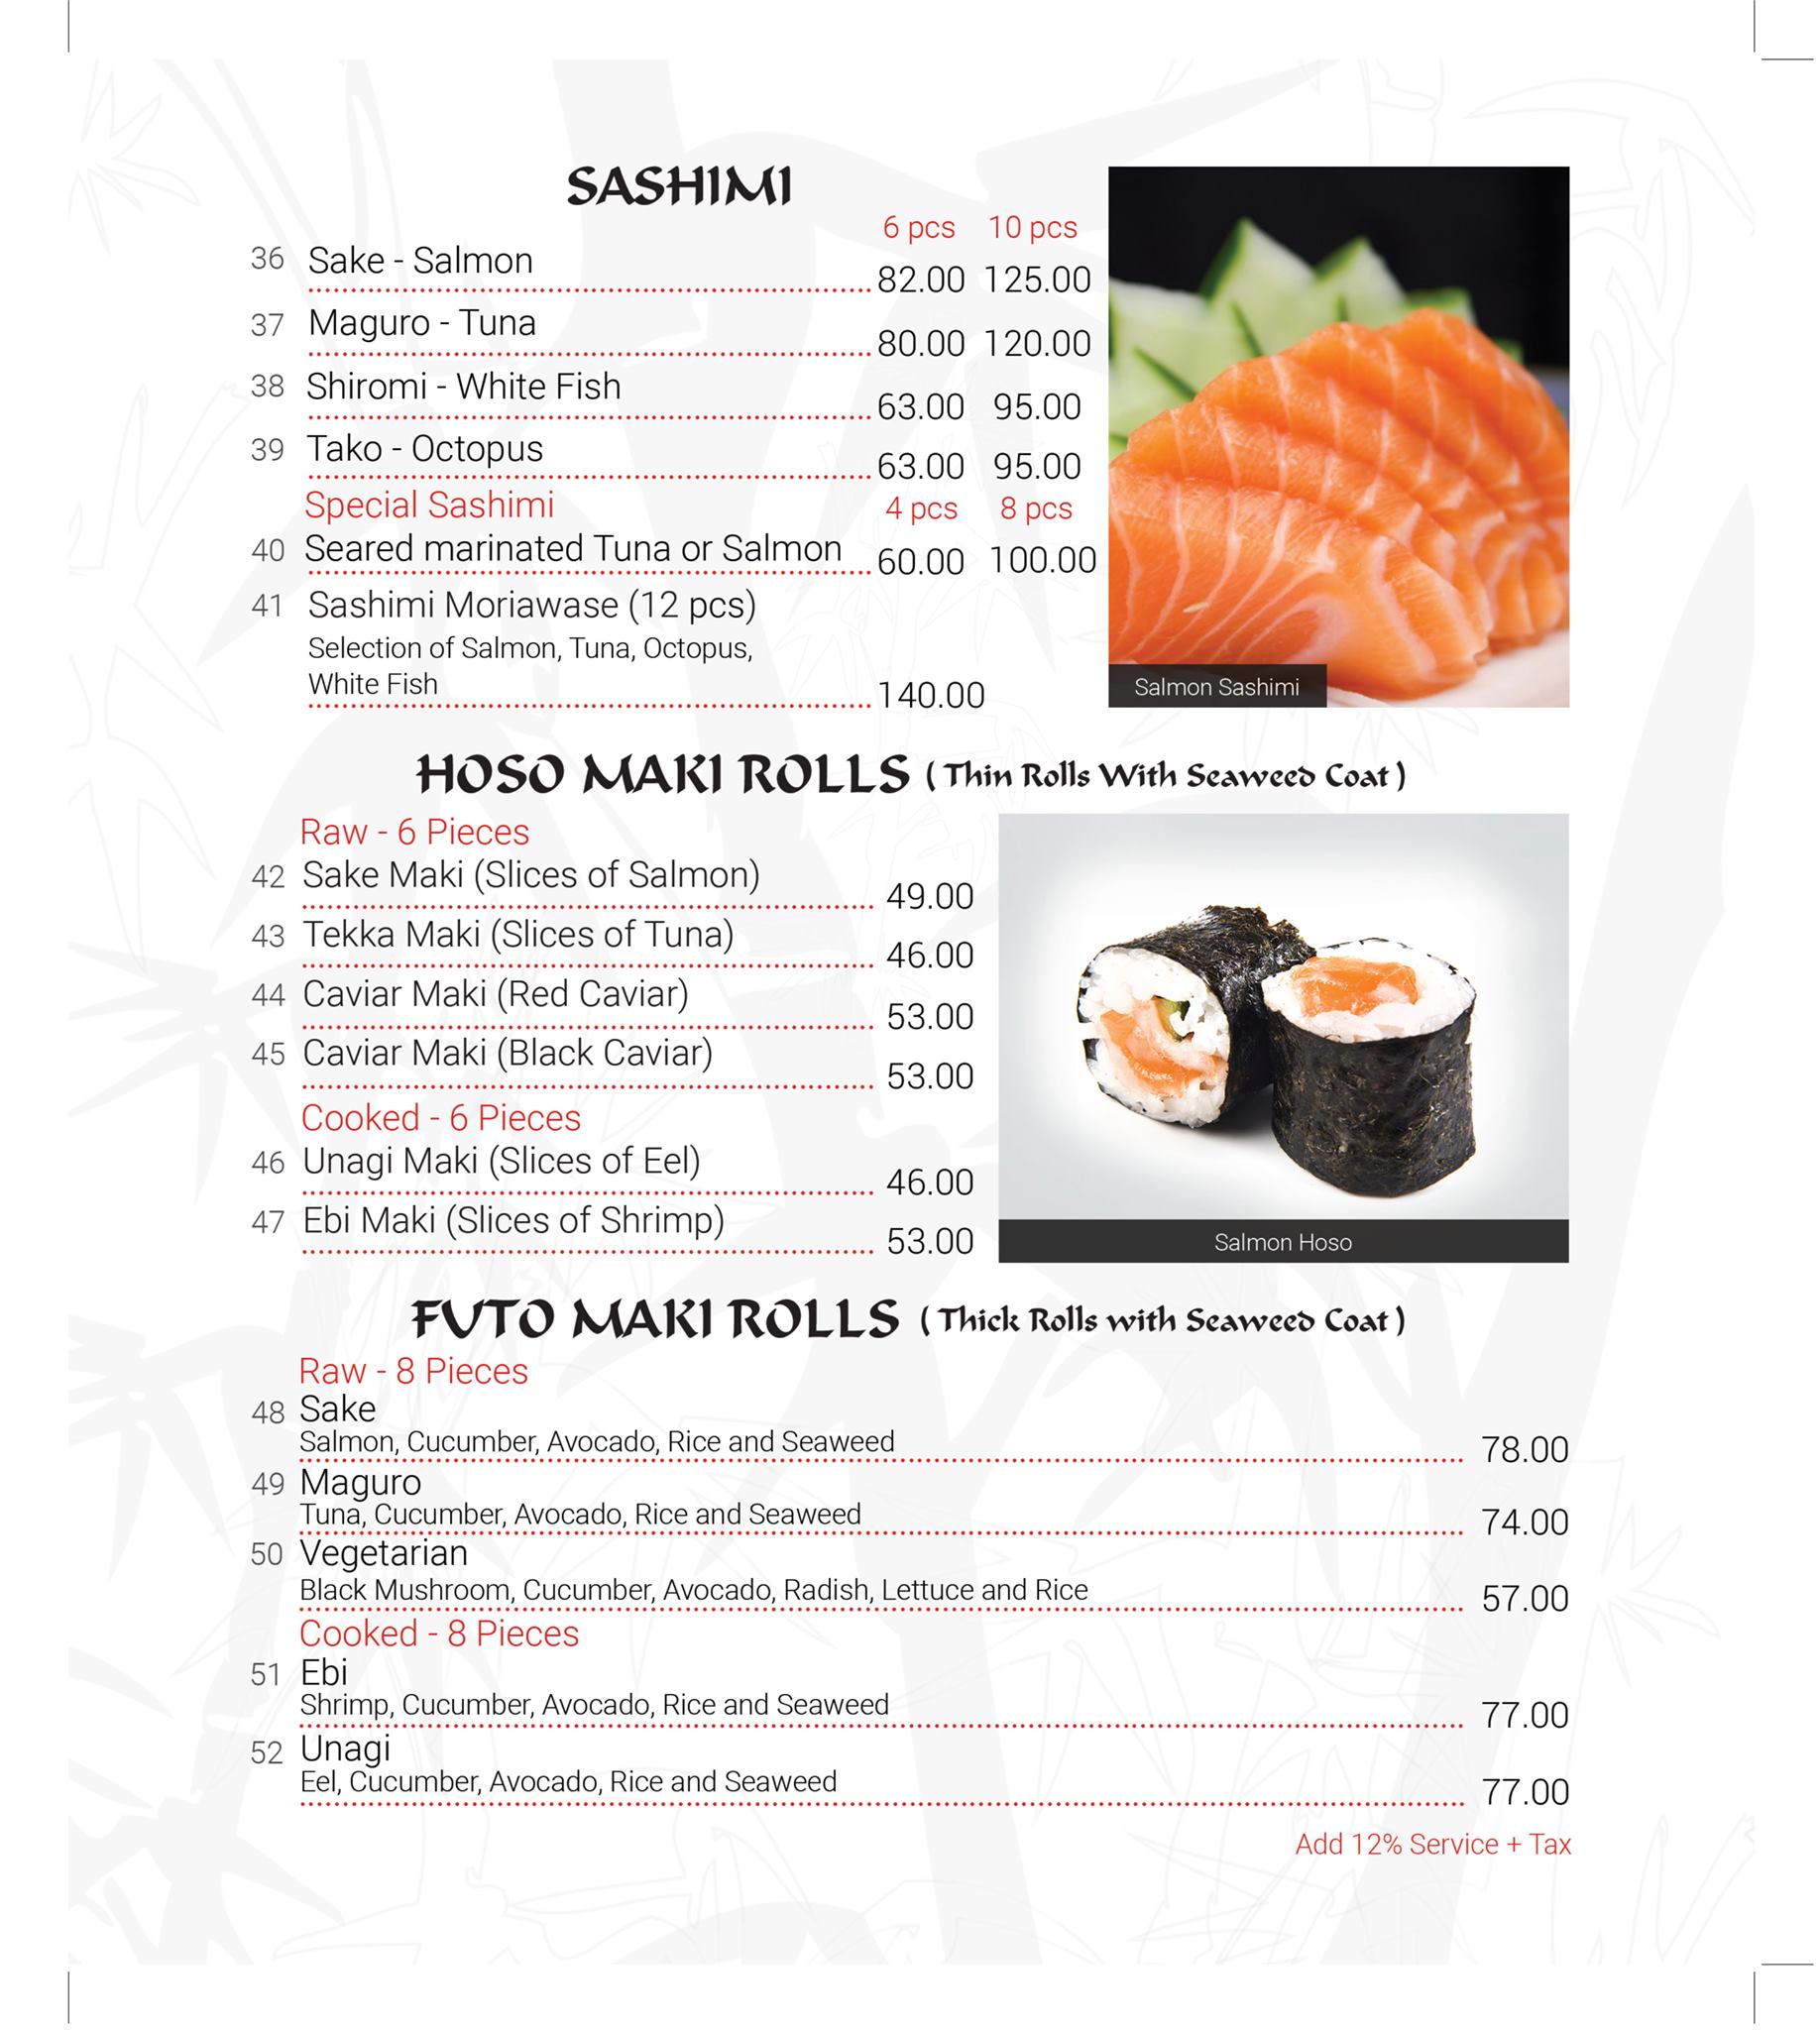 SASHIMI
6 pcs 10 pcs
36 Sake - Salmon 82.00 125.00
37 Maguro - Tuna 80.00 120.00
38 Shiromi - White Fish 63.00 95.00
39 Tako - Octopus 63.00 95.00
Special Sashimi 4 pcs 8 pcs
40 Seared marinated Tuna or Salmon 60.00 100.00
41 Sashimi Moriawase (12 pcs)
Selection of Salmon, Tuna, Octopus,
White Fish 140.00
Salmon Sashimi
HOSO MAKI ROLLS ( Thin Rolls With Seaweed Coat )
Raw - 6 Pieces
42 Sake Maki (Slices of Salmon) 49.00
43 Tekka Maki (Slices of Tuna) 46.00
44 Caviar Maki (Red Caviar) 53.00
45 Caviar Maki (Black Caviar) 53.00
Cooked - 6 Pieces
46 Unagi Maki (Slices of Eel) 46.00
47 Ebi Maki (Slices of Shrimp) 53.00
Salmon Hoso
FUTO MAKI ROLLS ( Thick Rolls with Seaweed Coat )
Raw - 8 Pieces
48 Sake
Salmon, Cucumber, Avocado, Rice and Seaweed 78.00
49 Maguro
Tuna, Cucumber, Avocado, Rice and Seaweed 74.00
50 Vegetarian
Black Mushroom, Cucumber, Avocado, Radish, Lettuce and Rice 57.00
Cooked - 8 Pieces
51 Ebi
Shrimp, Cucumber, Avocado, Rice and Seaweed 77.00
52 Unagi
Eel, Cucumber, Avocado, Rice and Seaweed 77.00
Add 12% Service + Tax